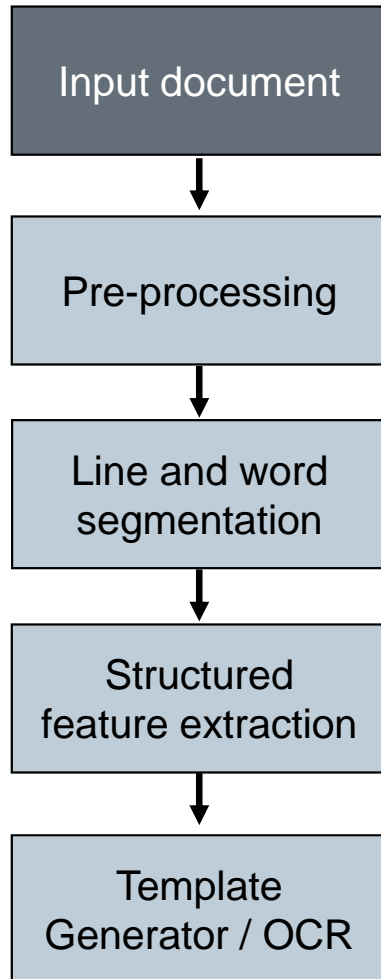 Input document
Pre-processing
Line and word
segmentation
Structured
feature extraction
Template
Generator / OCR